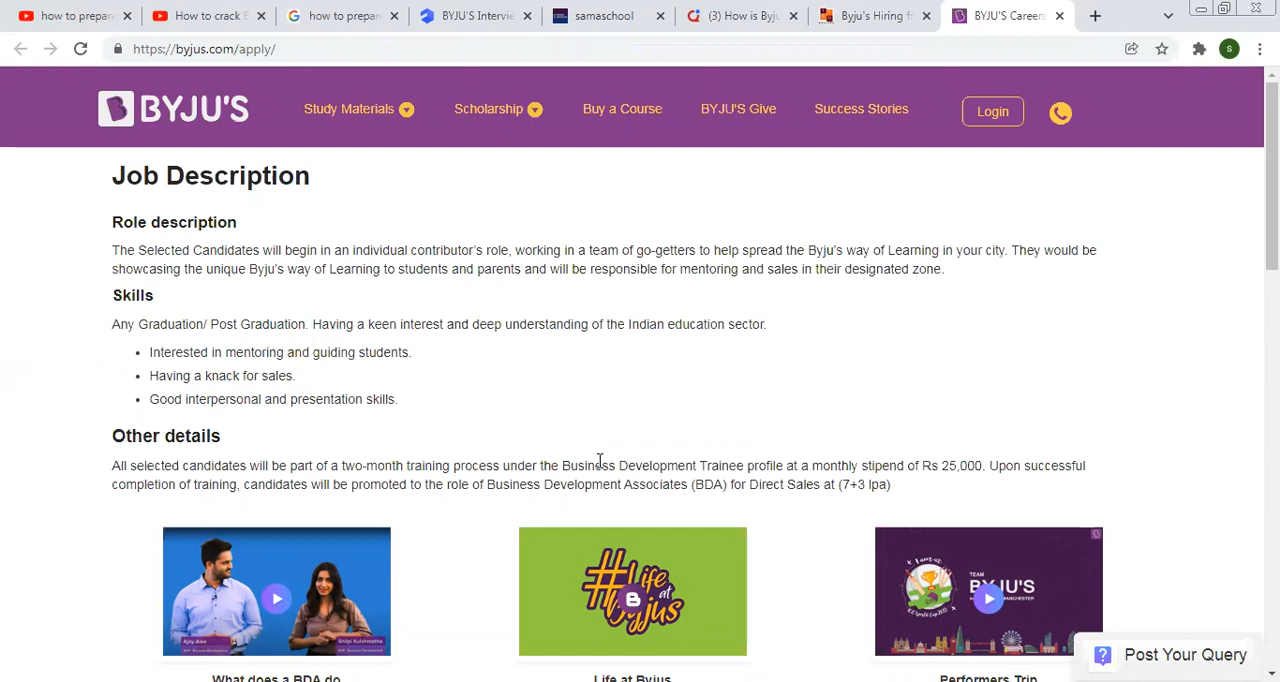 how to prepar
How to crack B
how to prepar
BYJU'S Intervie
samaschool
(3) How is Byju
Byju's Hiring fo
BYJU'S Careers
https://byjus.com/apply/
S
BYJU'S
Study Materials
Scholarship
Buy a Course
BYJU'S Give
Success Stories
Login
Job Description
Role description
The Selected Candidates will begin in an individual contributor's role, working in a team of go-getters to help spread the Byju's way of Learning in your city. They would be
showcasing the unique Byju's way of Learning to students and parents and will be responsible for mentoring and sales in their designated zone.
Skills
Any Graduation/ Post Graduation. Having a keen interest and deep understanding of the Indian education sector.
• Interested in mentoring and guiding students.
• Having a knack for sales.
• Good interpersonal and presentation skills.
Other details
All selected candidates will be part of a two-month training process under the Business Development Trainee profile at a monthly stipend of Rs 25,000. Upon successful
completion of training, candidates will be promoted to the role of Business Development Associates (BDA) for Direct Sales at (7+3 lpa)
Ajay Alex
#Life at Byjus
TEAM
BYJU'S
What does a BDA do
Life at Byjus
Performers Trip
Post Your Query